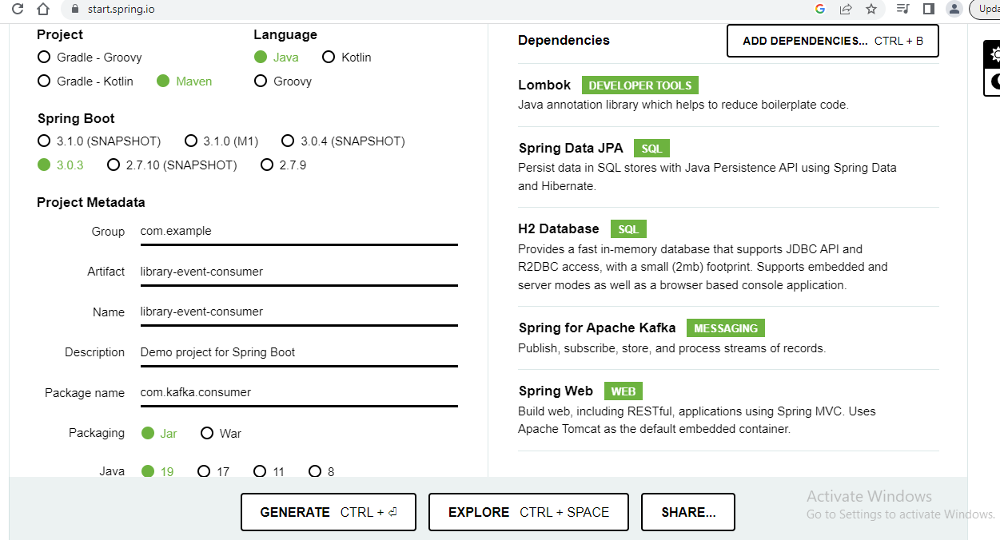 start.spring.io
Upda
Project
Gradle - Groovy
Gradle - Kotlin Maven
Language
Java Kotlin
Groovy
Spring Boot
3.1.0 (SNAPSHOT) 3.1.0 (M1) 3.0.4 (SNAPSHOT)
3.0.3 2.7.10 (SNAPSHOT) 2.7.9
Project Metadata
Group com.example
Artifact library-event-consumer
Name library-event-consumer
Description Demo project for Spring Boot
Package name com.kafka.consumer
Packaging Jar War
Java 19 17 11 8
Dependencies
ADD DEPENDENCIES... CTRL + B
Lombok DEVELOPER TOOLS
Java annotation library which helps to reduce boilerplate code.
Spring Data JPA SQL
Persist data in SQL stores with Java Persistence API using Spring Data
and Hibernate.
H2 Database SQL
Provides a fast in-memory database that supports JDBC API and
R2DBC access, with a small (2mb) footprint. Supports embedded and
server modes as well as a browser based console application.
Spring for Apache Kafka MESSAGING
Publish, subscribe, store, and process streams of records.
Spring Web WEB
Build web, including RESTful, applications using Spring MVC. Uses
Apache Tomcat as the default embedded container.
GENERATE CTRL + ⏎
EXPLORE CTRL + SPACE
SHARE...
Activate Windows
Go to Settings to activate Windows.